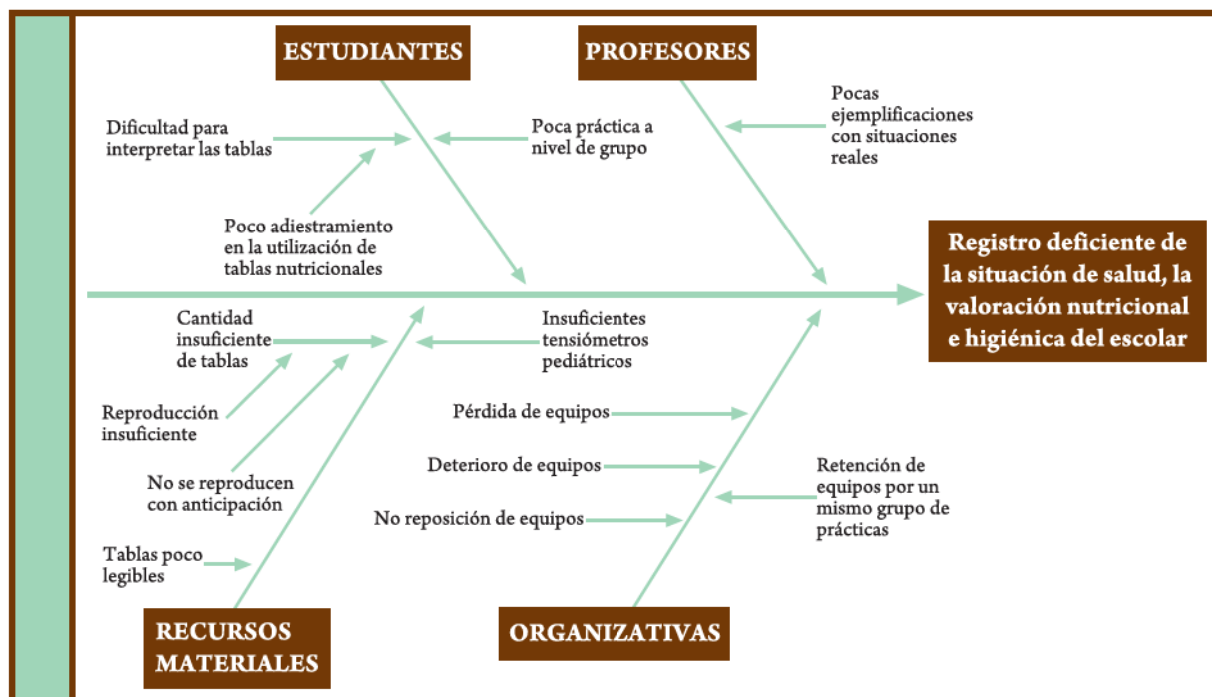 ESTUDIANTES
PROFESORES
Dificultad para
interpretar las tablas
Poca práctica a
nivel de grupo
Pocas
ejemplificaciones
con situaciones
reales
Poco adiestramiento
en la utilización de
tablas nutricionales
Registro deficiente de
la situación de salud, la
valoración nutricional
e higiénica del escolar
Cantidad
insuficiente
de tablas
Insuficientes
tensiómetros
pediátricos
Reproducción
insuficiente
No se reproducen
con anticipación
Tablas poco
legibles
Pérdida de equipos
Deterioro de equipos
No reposición de equipos
Retención de
equipos por un
mismo grupo de
prácticas
RECURSOS
MATERIALES
ORGANIZATIVAS